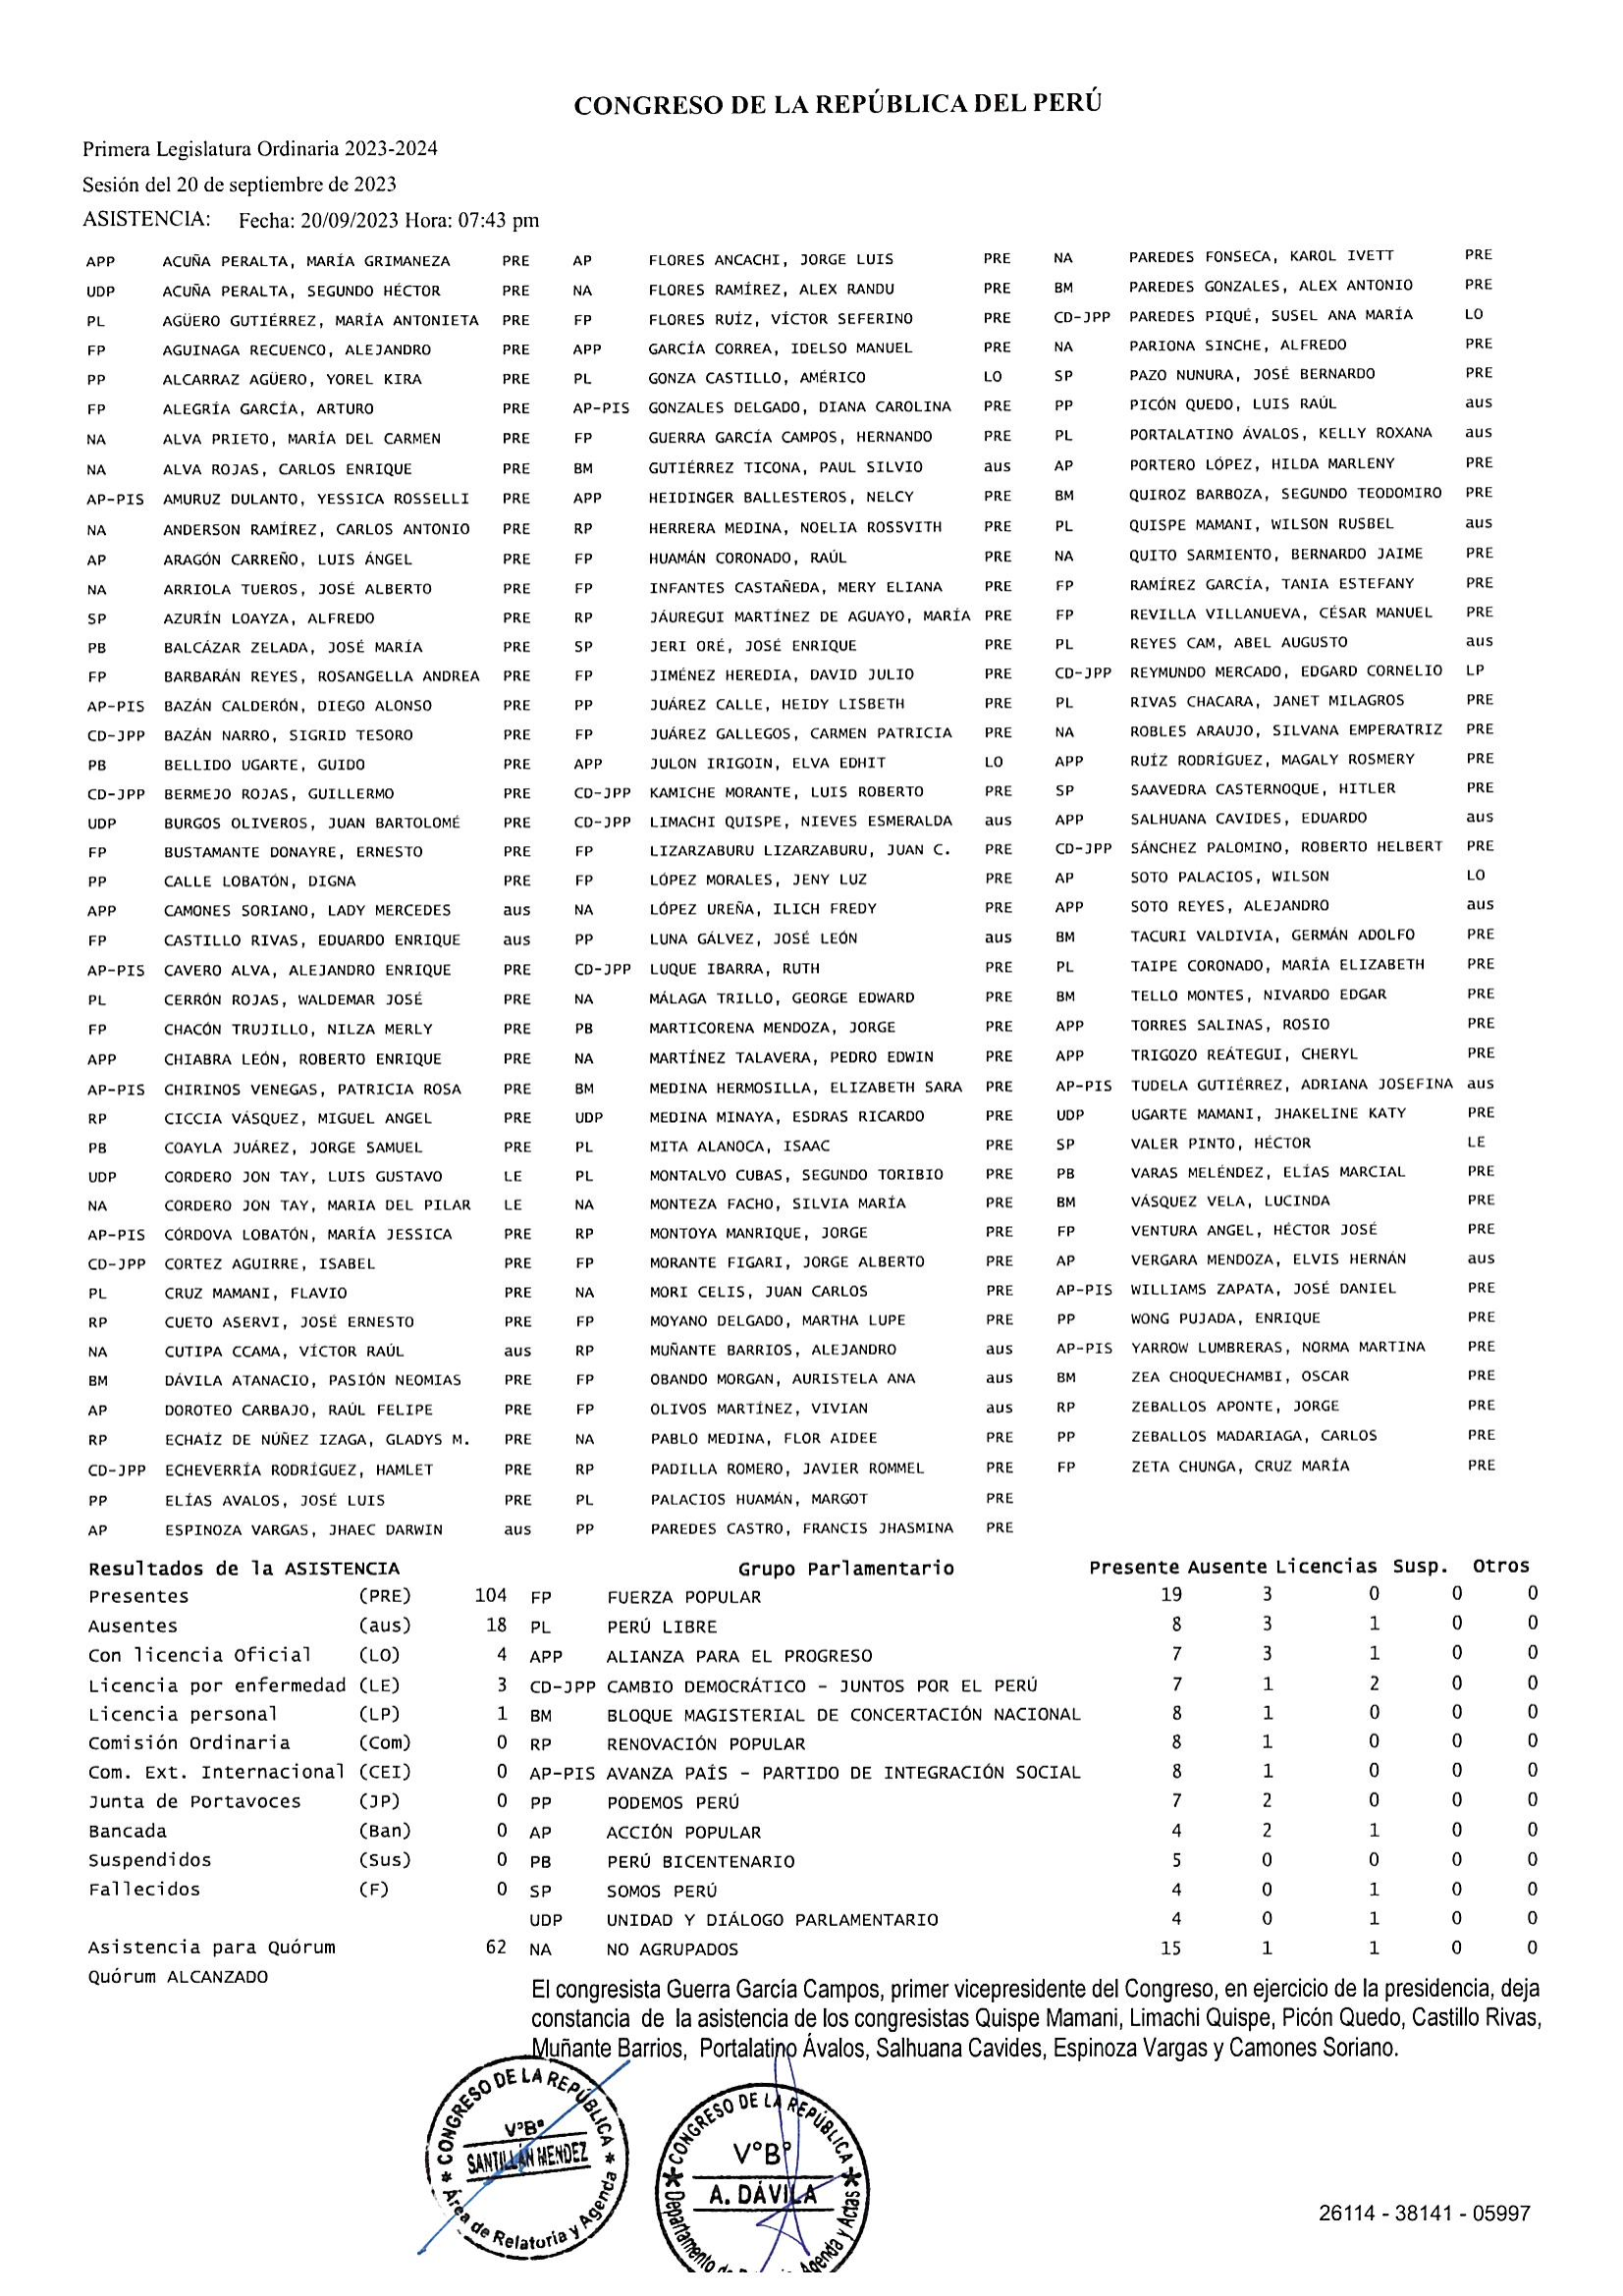 CONGRESO DE LA REPÚBLICA DEL PERÚ
Primera Legislatura Ordinaria 2023-2024
Sesión del 20 de septiembre de 2023
ASISTENCIA: Fecha: 20/09/2023 Hora: 07:43 pm
APP ACUÑA PERALTA, MARÍA GRIMANEZA PRE AP FLORES ANCACHI, JORGE LUIS PRE NA PAREDES FONSECA, KAROL IVETT PRE
UDP ACUÑA PERALTA, SEGUNDO HÉCTOR PRE NA FLORES RAMÍREZ, ALEX RANDU PRE BM PAREDES GONZALES, ALEX ANTONIO PRE
PL AGÜERO GUTIÉRREZ, MARÍA ANTONIETA PRE FP FLORES RUÍZ, VÍCTOR SEFERINO PRE CD-JPP PAREDES PIQUÉ, SUSEL ANA MARÍA LO
FP AGUINAGA RECUENCO, ALEJANDRO PRE APP GARCÍA CORREA, IDELSO MANUEL PRE NA PARIONA SINCHE, ALFREDO PRE
PP ALCARRAZ AGÜERO, YOREL KIRA PRE PL GONZA CASTILLO, AMÉRICO LO SP PAZO NUNURA, JOSÉ BERNARDO PRE
FP ALEGRÍA GARCÍA, ARTURO PRE AP-PIS GONZALES DELGADO, DIANA CAROLINA PRE PP PICÓN QUEDO, LUIS RAÚL aus
NA ALVA PRIETO, MARÍA DEL CARMEN PRE FP GUERRA GARCÍA CAMPOS, HERNANDO PRE PL PORTALATINO ÁVALOS, KELLY ROXANA aus
NA ALVA ROJAS, CARLOS ENRIQUE PRE BM GUTIÉRREZ TICONA, PAUL SILVIO aus AP PORTERO LÓPEZ, HILDA MARLENY PRE
AP-PIS AMURUZ DULANTO, YESSICA ROSSELLI PRE APP HEIDINGER BALLESTEROS, NELCY PRE BM QUIROZ BARBOZA, SEGUNDO TEODOMIRO PRE
NA ANDERSON RAMÍREZ, CARLOS ANTONIO PRE RP HERRERA MEDINA, NOELIA ROSSVITH PRE PL QUISPE MAMANI, WILSON RUSBEL aus
AP ARAGÓN CARREÑO, LUIS ÁNGEL PRE FP HUAMÁN CORONADO, RAÚL PRE NA QUITO SARMIENTO, BERNARDO JAIME PRE
NA ARRIOLA TUEROS, JOSÉ ALBERTO PRE FP INFANTES CASTAÑEDA, MERY ELIANA PRE FP RAMÍREZ GARCÍA, TANIA ESTEFANY PRE
SP AZURÍN LOAYZA, ALFREDO PRE RP JÁUREGUI MARTÍNEZ DE AGUAYO, MARÍA PRE FP REVILLA VILLANUEVA, CÉSAR MANUEL PRE
PB BALCÁZAR ZELADA, JOSÉ MARÍA PRE SP JERI ORÉ, JOSÉ ENRIQUE PRE PL REYES CAM, ABEL AUGUSTO aus
FP BARBARÁN REYES, ROSANGELLA ANDREA PRE FP JIMÉNEZ HEREDIA, DAVID JULIO PRE CD-JPP REYMUNDO MERCADO, EDGARD CORNELIO LP
AP-PIS BAZÁN CALDERÓN, DIEGO ALONSO PRE PP JUÁREZ CALLE, HEIDY LISBETH PRE PL RIVAS CHACARA, JANET MILAGROS PRE
CD-JPP BAZÁN NARRO, SIGRID TESORO PRE FP JUÁREZ GALLEGOS, CARMEN PATRICIA PRE NA ROBLES ARAUJO, SILVANA EMPERATRIZ PRE
PB BELLIDO UGARTE, GUIDO PRE APP JULON IRIGOIN, ELVA EDHIT LO APP RUÍZ RODRÍGUEZ, MAGALY ROSMERY PRE
CD-JPP BERMEJO ROJAS, GUILLERMO PRE CD-JPP KAMICHE MORANTE, LUIS ROBERTO PRE SP SAAVEDRA CASTERNOQUE, HITLER PRE
UDP BURGOS OLIVEROS, JUAN BARTOLOMÉ PRE CD-JPP LIMACHI QUISPE, NIEVES ESMERALDA aus APP SALHUANA CAVIDES, EDUARDO aus
FP BUSTAMANTE DONAYRE, ERNESTO PRE FP LIZARZABURU LIZARZABURU, JUAN C. PRE CD-JPP SÁNCHEZ PALOMINO, ROBERTO HELBERT PRE
PP CALLE LOBATÓN, DIGNA PRE FP LÓPEZ MORALES, JENY LUZ PRE AP SOTO PALACIOS, WILSON LO
APP CAMONES SORIANO, LADY MERCEDES aus NA LÓPEZ UREÑA, ILICH FREDY PRE APP SOTO REYES, ALEJANDRO aus
FP CASTILLO RIVAS, EDUARDO ENRIQUE aus PP LUNA GÁLVEZ, JOSÉ LEÓN aus BM TACURI VALDIVIA, GERMÁN ADOLFO PRE
AP-PIS CAVERO ALVA, ALEJANDRO ENRIQUE PRE CD-JPP LUQUE IBARRA, RUTH PRE PL TAIPE CORONADO, MARÍA ELIZABETH PRE
PL CERRÓN ROJAS, WALDEMAR JOSÉ PRE NA MÁLAGA TRILLO, GEORGE EDWARD PRE BM TELLO MONTES, NIVARDO EDGAR PRE
FP CHACÓN TRUJILLO, NILZA MERLY PRE PB MARTICORENA MENDOZA, JORGE PRE APP TORRES SALINAS, ROSIO PRE
APP CHIABRA LEÓN, ROBERTO ENRIQUE PRE NA MARTÍNEZ TALAVERA, PEDRO EDWIN PRE APP TRIGOZO REÁTEGUI, CHERYL PRE
AP-PIS CHIRINOS VENEGAS, PATRICIA ROSA PRE BM MEDINA HERMOSILLA, ELIZABETH SARA PRE AP-PIS TUDELA GUTIÉRREZ, ADRIANA JOSEFINA aus
RP CICCIA VÁSQUEZ, MIGUEL ANGEL PRE UDP MEDINA MINAYA, ESDRAS RICARDO PRE UDP UGARTE MAMANI, JHAKELINE KATY PRE
PB COAYLA JUÁREZ, JORGE SAMUEL PRE PL MITA ALANOCA, ISAAC PRE SP VALER PINTO, HÉCTOR LE
UDP CORDERO JON TAY, LUIS GUSTAVO LE PL MONTALVO CUBAS, SEGUNDO TORIBIO PRE PB VARAS MELÉNDEZ, ELÍAS MARCIAL PRE
NA CORDERO JON TAY, MARIA DEL PILAR LE NA MONTEZA FACHO, SILVIA MARÍA PRE BM VÁSQUEZ VELA, LUCINDA PRE
AP-PIS CÓRDOVA LOBATÓN, MARÍA JESSICA PRE RP MONTOYA MANRIQUE, JORGE PRE FP VENTURA ANGEL, HÉCTOR JOSÉ PRE
CD-JPP CORTEZ AGUIRRE, ISABEL PRE FP MORANTE FIGARI, JORGE ALBERTO PRE AP VERGARA MENDOZA, ELVIS HERNÁN aus
PL CRUZ MAMANI, FLAVIO PRE NA MORI CELIS, JUAN CARLOS PRE AP-PIS WILLIAMS ZAPATA, JOSÉ DANIEL PRE
RP CUETO ASERVI, JOSÉ ERNESTO PRE FP MOYANO DELGADO, MARTHA LUPE PRE PP WONG PUJADA, ENRIQUE PRE
NA CUTIPA CCAMA, VÍCTOR RAÚL aus RP MUÑANTE BARRIOS, ALEJANDRO aus AP-PIS YARROW LUMBRERAS, NORMA MARTINA PRE
BM DÁVILA ATANACIO, PASIÓN NEOMIAS PRE FP OBANDO MORGAN, AURISTELA ANA aus BM ZEA CHOQUECHAMBI, OSCAR PRE
AP DOROTEO CARBAJO, RAÚL FELIPE PRE FP OLIVOS MARTÍNEZ, VIVIAN aus RP ZEBALLOS APONTE, JORGE PRE
RP ECHAÍZ DE NÚÑEZ IZAGA, GLADYS M. PRE NA PABLO MEDINA, FLOR AIDEE PRE PP ZEBALLOS MADARIAGA, CARLOS PRE
CD-JPP ECHEVERRÍA RODRÍGUEZ, HAMLET PRE RP PADILLA ROMERO, JAVIER ROMMEL PRE FP ZETA CHUNGA, CRUZ MARÍA PRE
PP ELÍAS AVALOS, JOSÉ LUIS PRE PL PALACIOS HUAMÁN, MARGOT PRE
AP ESPINOZA VARGAS, JHAEC DARWIN aus PP PAREDES CASTRO, FRANCIS JHASMINA PRE
Resultados de la ASISTENCIA Grupo Parlamentario Presente Ausente Licencias Susp. Otros
Presentes (PRE) 104 FP FUERZA POPULAR 19 3 0 0 0
Ausentes (aus) 18 PL PERÚ LIBRE 8 3 1 0 0
Con licencia Oficial (LO) 4 APP ALIANZA PARA EL PROGRESO 7 3 1 0 0
Licencia por enfermedad (LE) 3 CD-JPP CAMBIO DEMOCRÁTICO - JUNTOS POR EL PERÚ 7 1 2 0 0
Licencia personal (LP) 1 BM BLOQUE MAGISTERIAL DE CONCERTACIÓN NACIONAL 8 1 0 0 0
Comisión Ordinaria (Com) 0 RP RENOVACIÓN POPULAR 8 1 0 0 0
Com. Ext. Internacional (CEI) 0 AP-PIS AVANZA PAÍS - PARTIDO DE INTEGRACIÓN SOCIAL 8 1 0 0 0
Junta de Portavoces (JP) 0 PP PODEMOS PERÚ 7 2 0 0 0
Bancada (Ban) 0 AP ACCIÓN POPULAR 4 2 1 0 0
Suspendidos (Sus) 0 PB PERÚ BICENTENARIO 5 0 0 0 0
Fallecidos (F) 0 SP SOMOS PERÚ 4 0 1 0 0
UDP UNIDAD Y DIÁLOGO PARLAMENTARIO 4 0 1 0 0
Asistencia para Quórum 62 NA NO AGRUPADOS 15 1 1 0 0
Quórum ALCANZADO
El congresista Guerra García Campos, primer vicepresidente del Congreso, en ejercicio de la presidencia, deja
constancia de la asistencia de los congresistas Quispe Mamani, Limachi Quispe, Picón Quedo, Castillo Rivas,
Muñante Barrios, Portalatino Ávalos, Salhuana Cavides, Espinoza Vargas y Camones Soriano.
CONGRESO DE LA REPÚBLICA
V°B°
SANTILLÁN MENDEZ
Área de Relatoría y Agenda
CONGRESO DE LA REPÚBLICA
V°B°
A. DÁVILA
Departamento de Agenda y Actas
26114 - 38141 - 05997